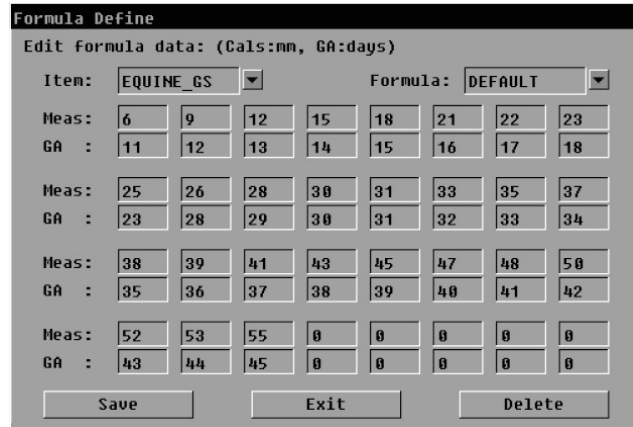 Formula Define
Edit formula data: (Cals:mm, GA:days)
Item: EQUINE_GS Formula: DEFAULT
Meas: 6 9 12 15 18 21 22 23
GA : 11 12 13 14 15 16 17 18
Meas: 25 26 28 30 31 33 35 37
GA : 23 28 29 30 31 32 33 34
Meas: 38 39 41 43 45 47 48 50
GA : 35 36 37 38 39 40 41 42
Meas: 52 53 55 0 0 0 0 0
GA : 43 44 45 0 0 0 0 0
Save Exit Delete